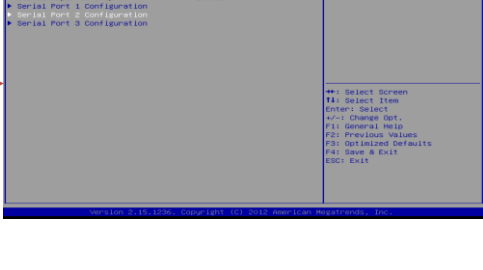 Serial Port 1 Configuration
Serial Port 2 Configuration
Serial Port 3 Configuration
→←: Select Screen
↑↓: Select Item
Enter: Select
+/-: Change Opt.
F1: General Help
F2: Previous Values
F3: Optimized Defaults
F4: Save & Exit
ESC: Exit
Version 2.15.1236. Copyright (C) 2012 American Megatrends, Inc.